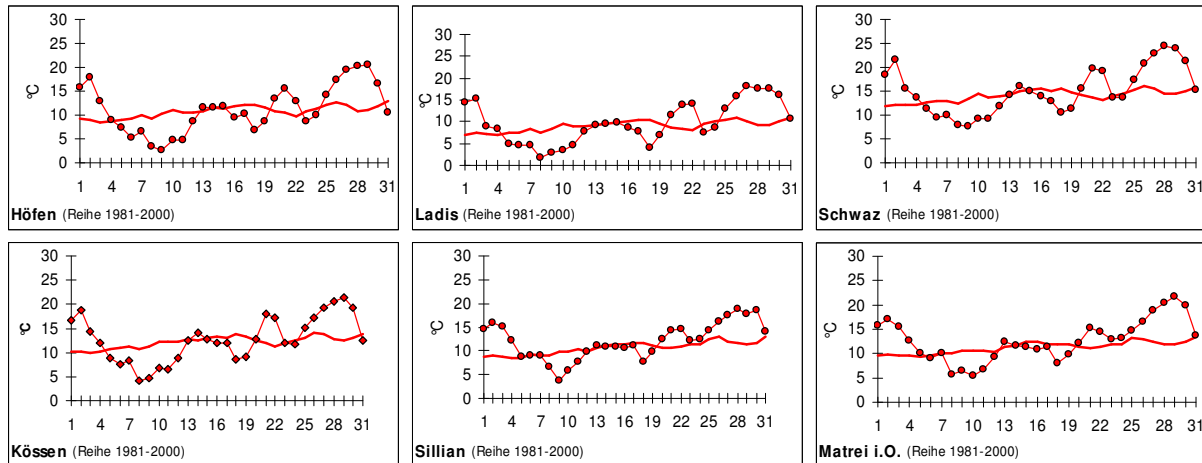 30
25
20
15
10
5
0
°C
1 4 7 10 13 16 19 22 25 28 31
Höfen (Reihe 1981-2000)
30
25
20
15
10
5
0
°C
1 4 7 10 13 16 19 22 25 28 31
Ladis (Reihe 1981-2000)
30
25
20
15
10
5
0
°C
1 4 7 10 13 16 19 22 25 28 31
Schwaz (Reihe 1981-2000)
30
25
20
15
10
5
0
°C
1 4 7 10 13 16 19 22 25 28 31
Kössen (Reihe 1981-2000)
30
25
20
15
10
5
0
°C
1 4 7 10 13 16 19 22 25 28 31
Sillian (Reihe 1981-2000)
30
25
20
15
10
5
0
°C
1 4 7 10 13 16 19 22 25 28 31
Matrei i.O. (Reihe 1981-2000)